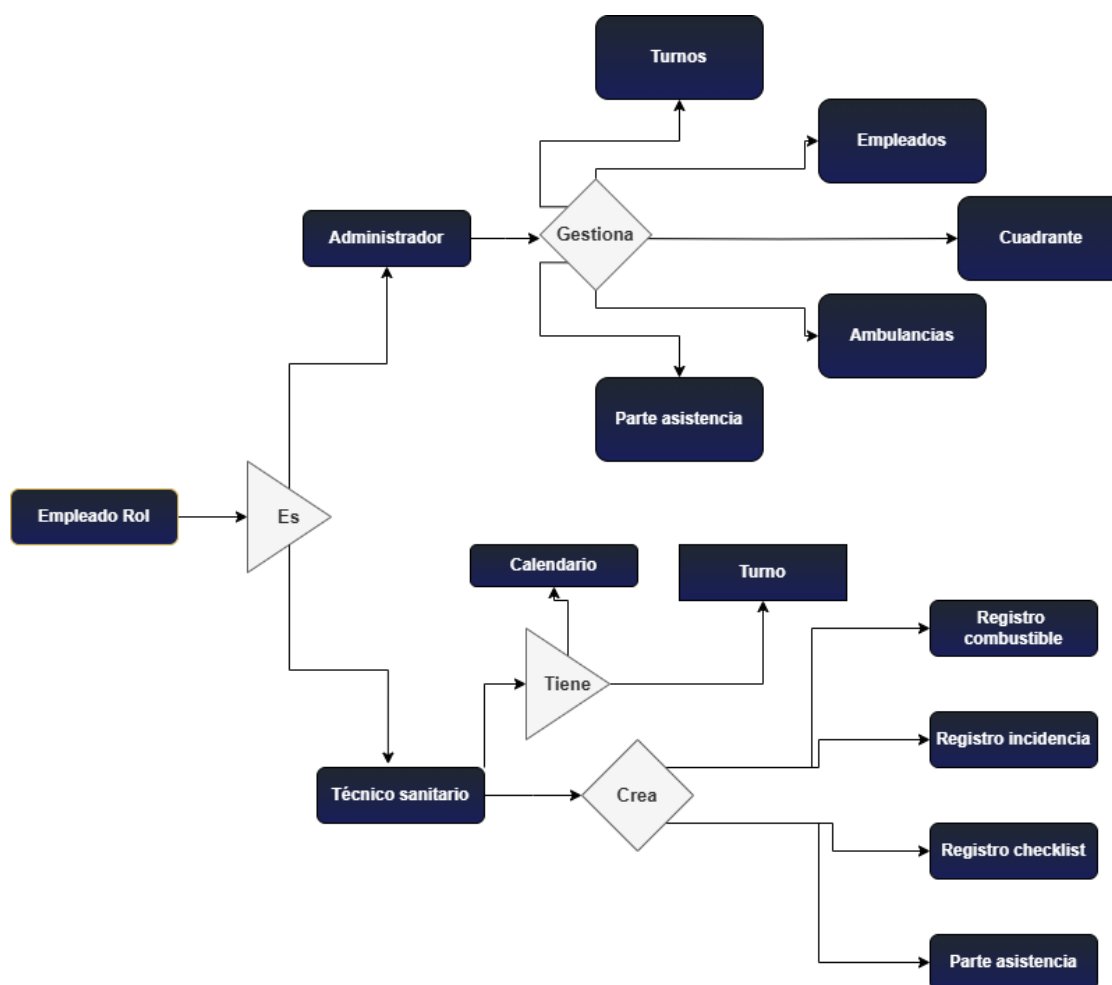 Turnos
Empleados
Administrador
Gestiona
Cuadrante
Ambulancias
Parte asistencia
Empleado Rol
Es
Calendario
Turno
Registro
combustible
Tiene
Registro incidencia
Técnico sanitario
Crea
Registro checklist
Parte asistencia